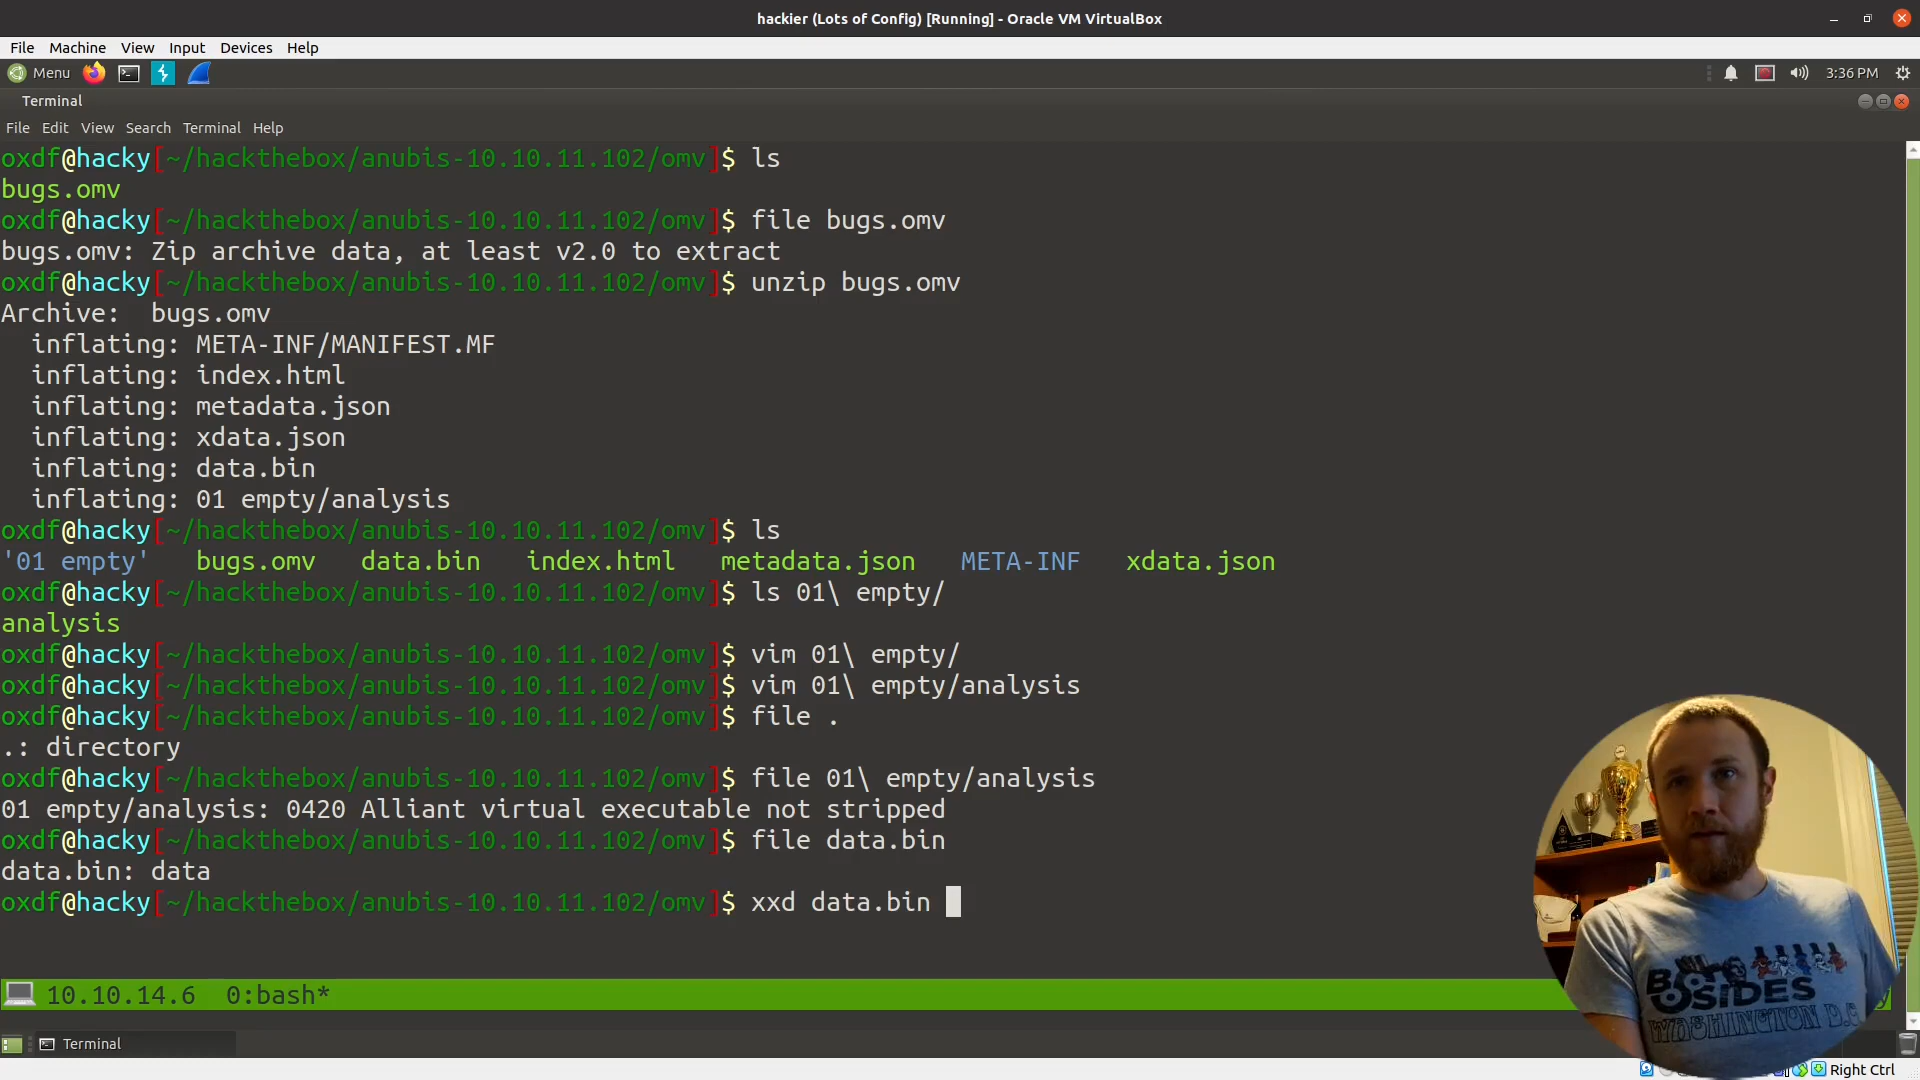 hackier (Lots of Config) [Running] - Oracle VM VirtualBox
File Machine View Input Devices Help
Menu 3:36 PM
Terminal
File Edit View Search Terminal Help
oxdf@hacky[~/hackthebox/anubis-10.10.11.102/omv]$ ls
bugs.omv
oxdf@hacky[~/hackthebox/anubis-10.10.11.102/omv]$ file bugs.omv
bugs.omv: Zip archive data, at least v2.0 to extract
oxdf@hacky[~/hackthebox/anubis-10.10.11.102/omv]$ unzip bugs.omv
Archive:  bugs.omv
  inflating: META-INF/MANIFEST.MF
  inflating: index.html
  inflating: metadata.json
  inflating: xdata.json
  inflating: data.bin
  inflating: 01 empty/analysis
oxdf@hacky[~/hackthebox/anubis-10.10.11.102/omv]$ ls
'01 empty'   bugs.omv   data.bin   index.html   metadata.json   META-INF   xdata.json
oxdf@hacky[~/hackthebox/anubis-10.10.11.102/omv]$ ls 01\ empty/
analysis
oxdf@hacky[~/hackthebox/anubis-10.10.11.102/omv]$ vim 01\ empty/
oxdf@hacky[~/hackthebox/anubis-10.10.11.102/omv]$ vim 01\ empty/analysis
oxdf@hacky[~/hackthebox/anubis-10.10.11.102/omv]$ file .
.: directory
oxdf@hacky[~/hackthebox/anubis-10.10.11.102/omv]$ file 01\ empty/analysis
01 empty/analysis: 0420 Alliant virtual executable not stripped
oxdf@hacky[~/hackthebox/anubis-10.10.11.102/omv]$ file data.bin
data.bin: data
oxdf@hacky[~/hackthebox/anubis-10.10.11.102/omv]$ xxd data.bin
BSIDES
WASHINGTON D.C.
10.10.14.6  0:bash*
Terminal
Right Ctrl